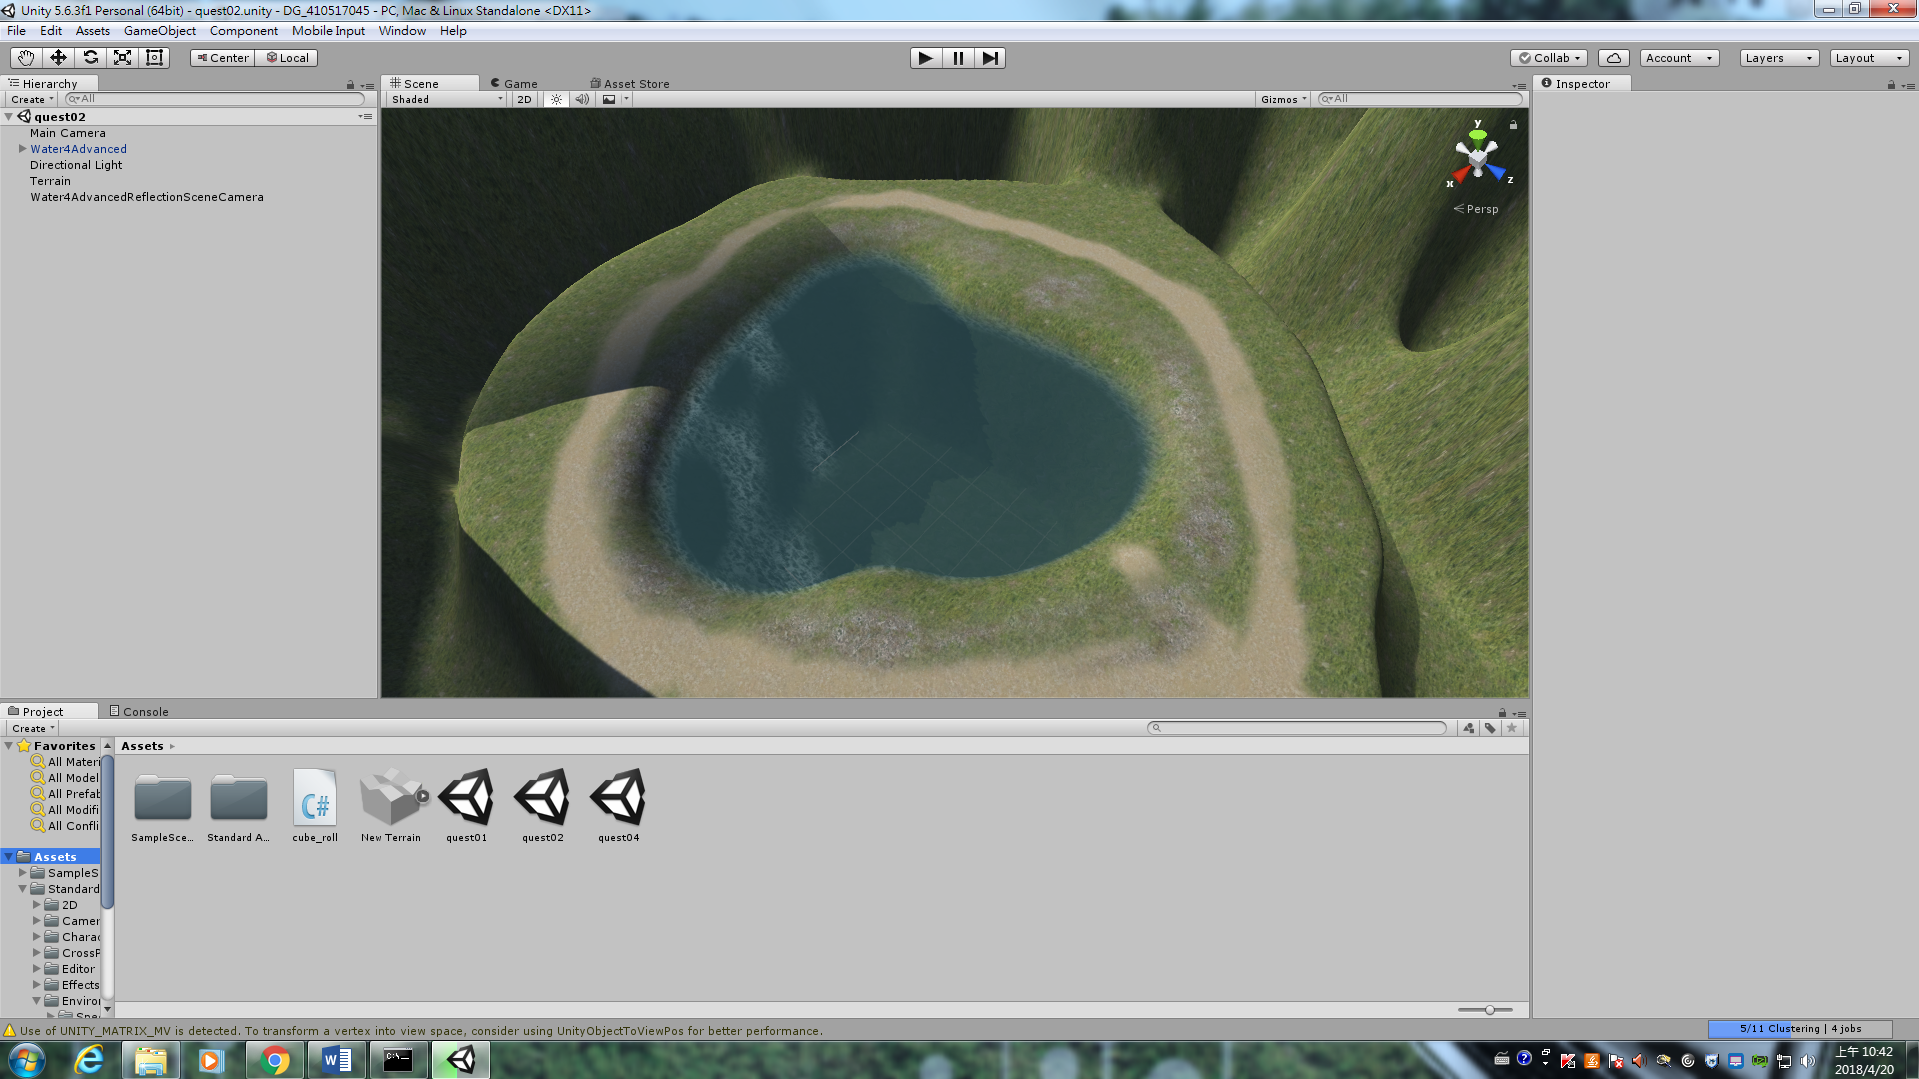 Unity 5.6.3f1 Personal (64bit) - quest02.unity - DG_410517045 - PC, Mac & Linux Standalone <DX11>
File Edit Assets GameObject Component Mobile Input Window Help
Center Local Collab Account Layers Layout
Hierarchy
Create All
quest02
Main Camera
Water4Advanced
Directional Light
Terrain
Water4AdvancedReflectionSceneCamera
Scene Game Asset Store
Shaded 2D Gizmos All
y
x
z
Persp
Inspector
Project Console
Create
Favorites
All Materi
All Model
All Prefab
All Modifi
All Confli
Assets
SampleS
Standard
2D
Camer
Charac
CrossP
Editor
Effects
Enviro
Spe
Assets
SampleSce...
Standard A...
C#
cube_roll
New Terrain
quest01
quest02
quest04
Use of UNITY_MATRIX_MV is detected. To transform a vertex into view space, consider using UnityObjectToViewPos for better performance.
5/11 Clustering | 4 jobs
上午 10:42
2018/4/20